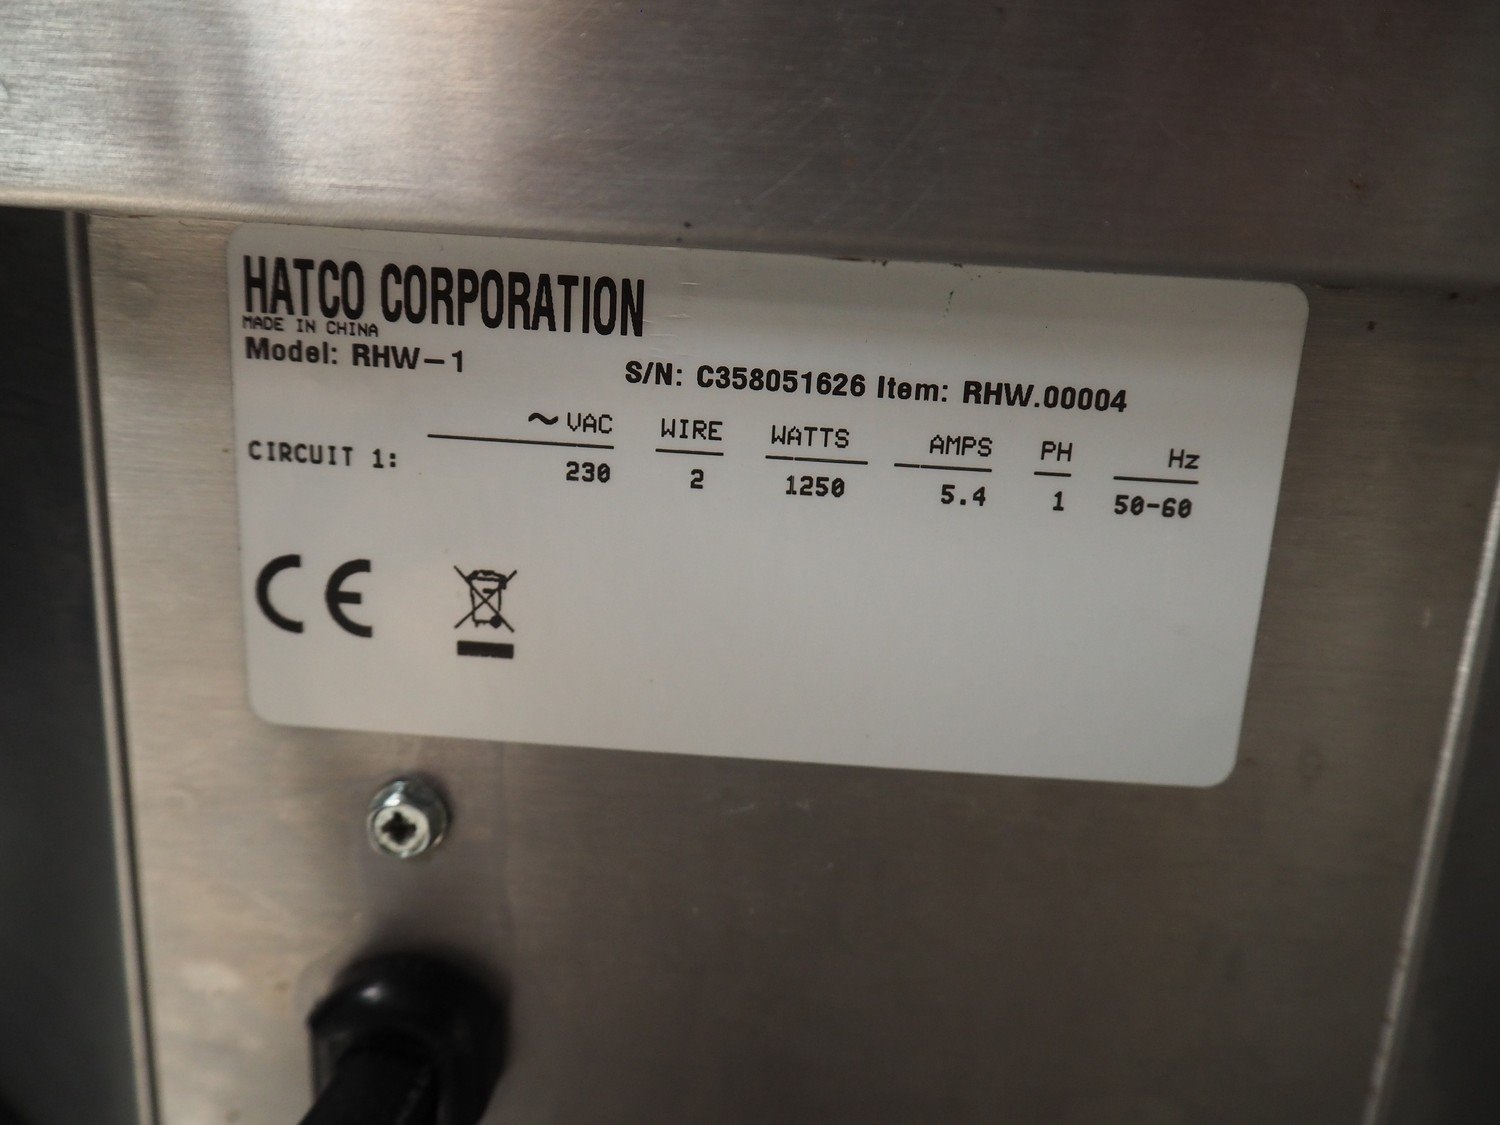 HATCO CORPORATION
MADE IN CHINA
Model: RHW-1 S/N: C358051626 Item: RHW.00004
~ VAC WIRE WATTS AMPS PH Hz
CIRCUIT 1: 230 2 1250 5.4 1 50-60
CE